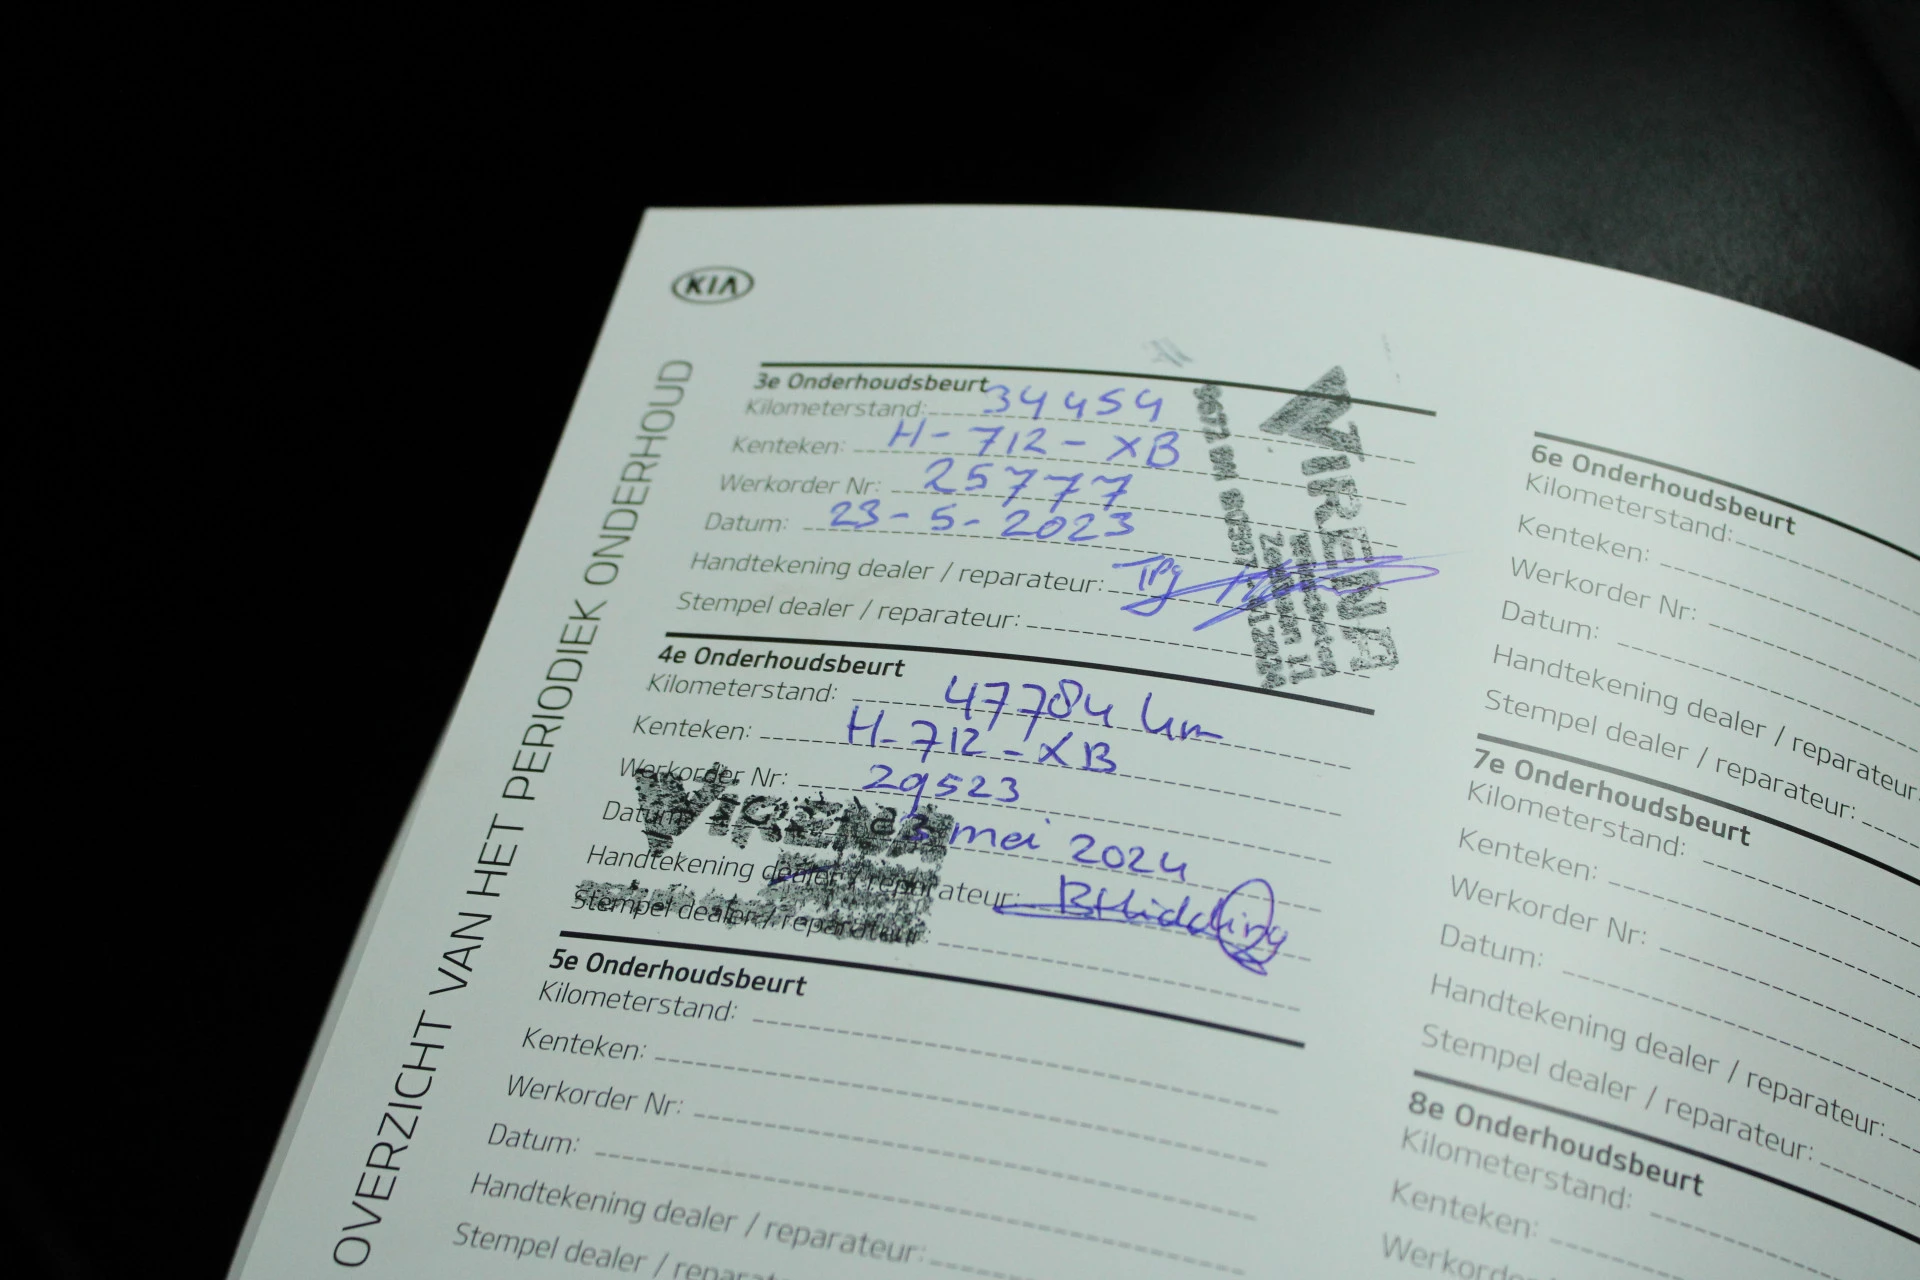 KIA
OVERZICHT VAN HET PERIODIEK ONDERHOUD
3e Onderhoudsbeurt
Kilometerstand: 34454
Kenteken: H-712-XB
Werkorder Nr: 25777
Datum: 23-5-2023
Handtekening dealer / reparateur:
Stempel dealer / reparateur:
VIRENA
4e Onderhoudsbeurt
Kilometerstand: 47784 km
Kenteken: H-712-XB
Werkorder Nr: 29523
Datum: mei 2024
Handtekening dealer / reparateur:
Stempel dealer / reparateur:
VIRENA
5e Onderhoudsbeurt
Kilometerstand:
Kenteken:
Werkorder Nr:
Datum:
Handtekening dealer / reparateur:
Stempel dealer /
6e Onderhoudsbeurt
Kilometerstand:
Kenteken:
Werkorder Nr:
Datum:
Handtekening dealer / reparateur:
Stempel dealer / reparateur:
7e Onderhoudsbeurt
Kilometerstand:
Kenteken:
Werkorder Nr:
Datum:
Handtekening dealer / reparateur:
Stempel dealer / reparateur:
8e Onderhoudsbeurt
Kilometerstand:
Kenteken:
Werkorder